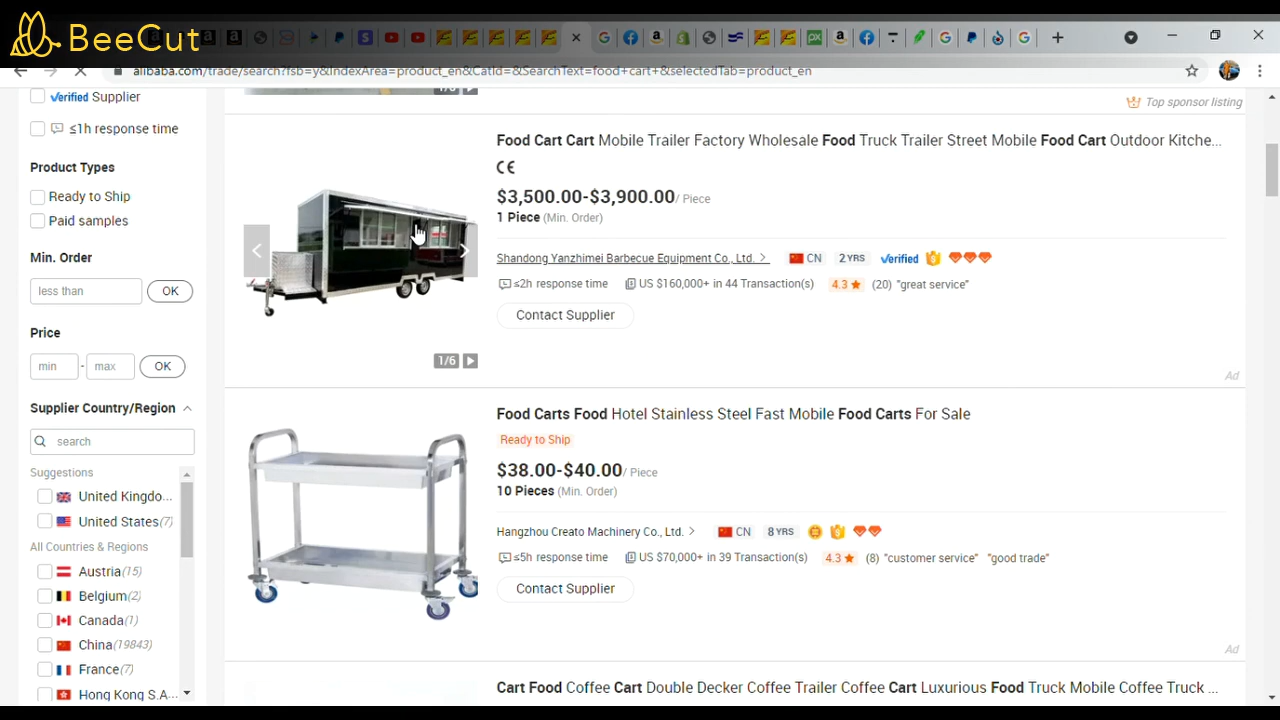 BeeCut
alibaba.com/trade/search?fsb=y&IndexArea=product_en&CatId=&SearchText=food+cart+&selectedTab=product_en
Verified Supplier
≤1h response time
Product Types
Ready to Ship
Paid samples
Min. Order
less than
OK
Price
min - max OK
Supplier Country/Region
search
Suggestions
United Kingdo...
United States(7)
All Countries & Regions
Austria(15)
Belgium(2)
Canada(1)
China(19843)
France(7)
Hong Kong S.A...
Top sponsor listing
Food Cart Cart Mobile Trailer Factory Wholesale Food Truck Trailer Street Mobile Food Cart Outdoor Kitche...
CE
$3,500.00-$3,900.00/ Piece
1 Piece (Min. Order)
Shandong Yanzhimei Barbecue Equipment Co., Ltd. > CN 2 YRS Verified
≤2h response time US $160,000+ in 44 Transaction(s) 4.3 ★ (20) "great service"
Contact Supplier
1/6
Ad
Food Carts Food Hotel Stainless Steel Fast Mobile Food Carts For Sale
Ready to Ship
$38.00-$40.00/ Piece
10 Pieces (Min. Order)
Hangzhou Creato Machinery Co., Ltd. > CN 8 YRS
≤5h response time US $70,000+ in 39 Transaction(s) 4.3 ★ (8) "customer service" "good trade"
Contact Supplier
Ad
Cart Food Coffee Cart Double Decker Coffee Trailer Coffee Cart Luxurious Food Truck Mobile Coffee Truck ...